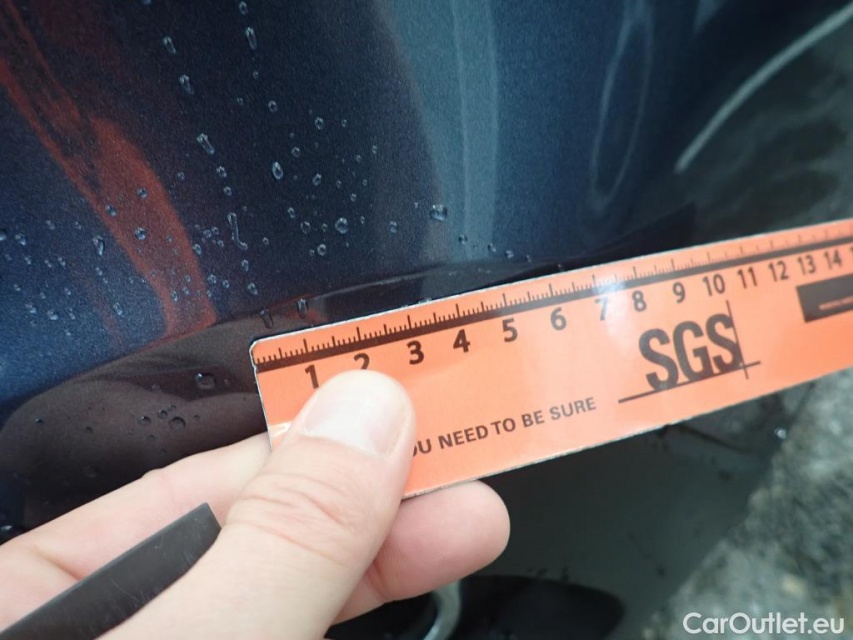 1 2 3 4 5 6 7 8 9 10 11 12 13 14
SGS
U NEED TO BE SURE
CarOutlet.eu